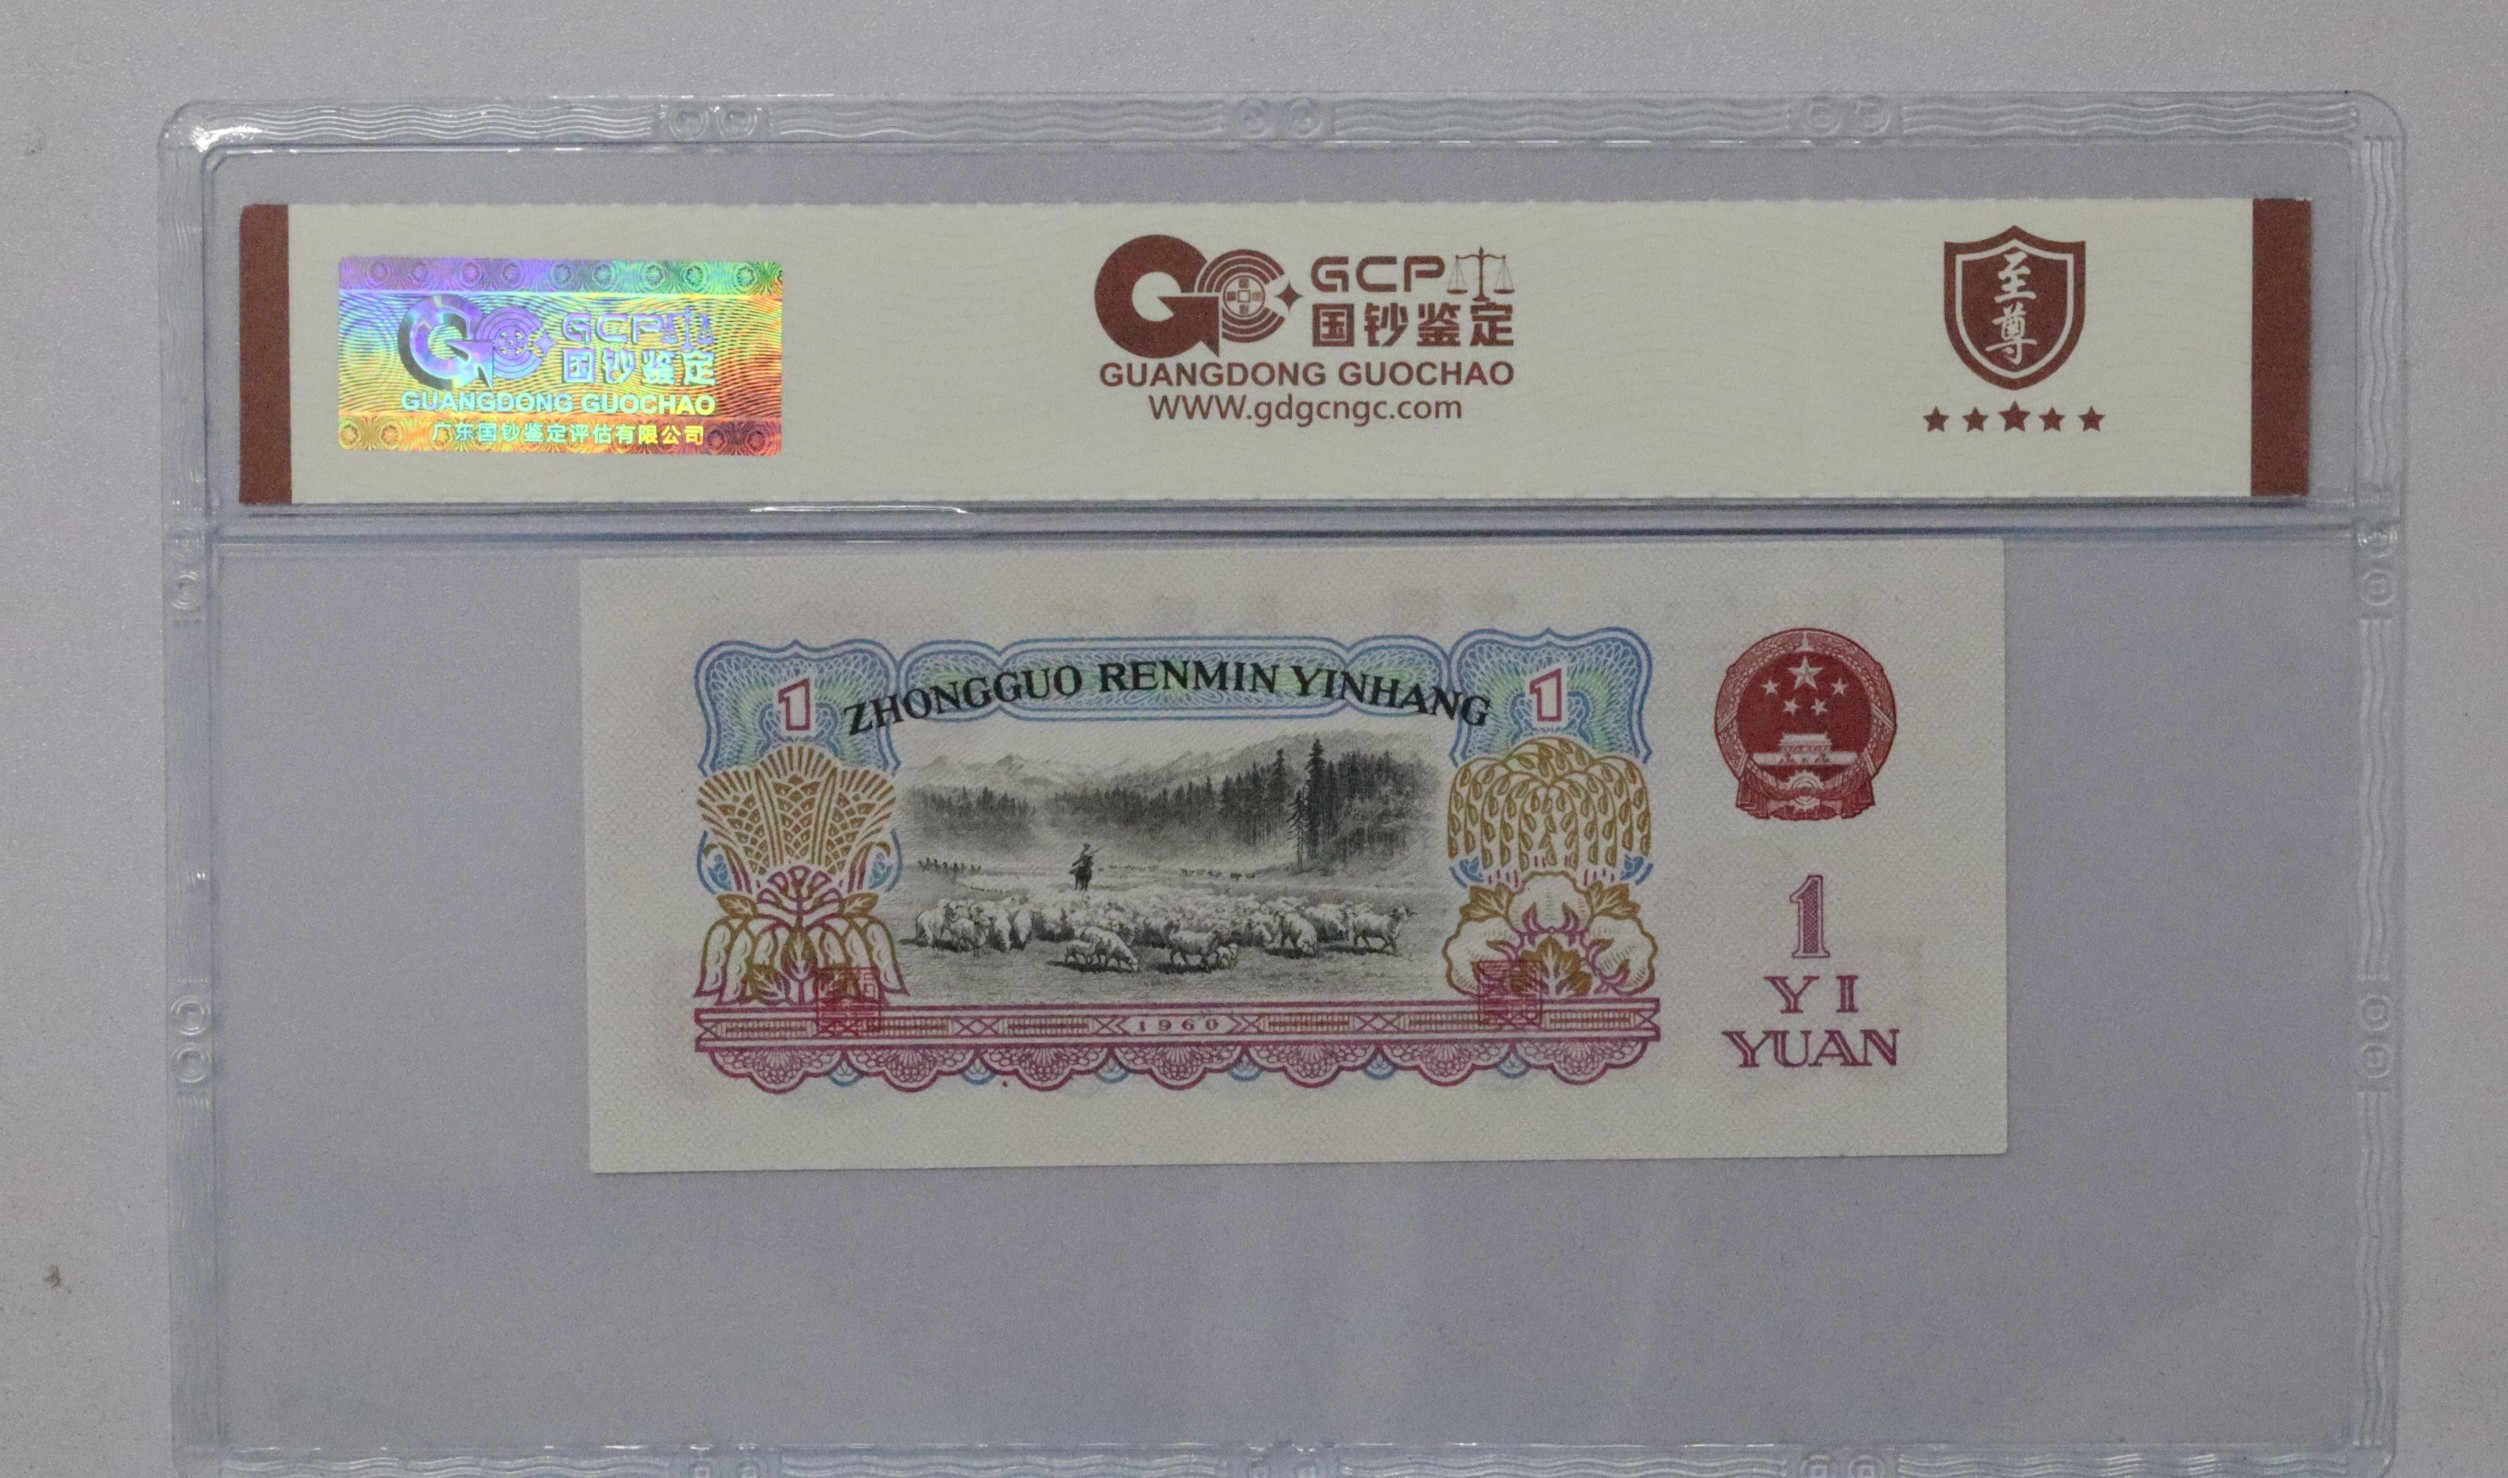 GCP
国钞鉴定
GUANGDONG GUOCHAO
广东国钞鉴定评估有限公司
GCP
国钞鉴定
GUANGDONG GUOCHAO
WWW.gdgcngc.com
至
尊
1 ZHONGGUO RENMIN YINHANG 1
1
YI
YUAN
1960